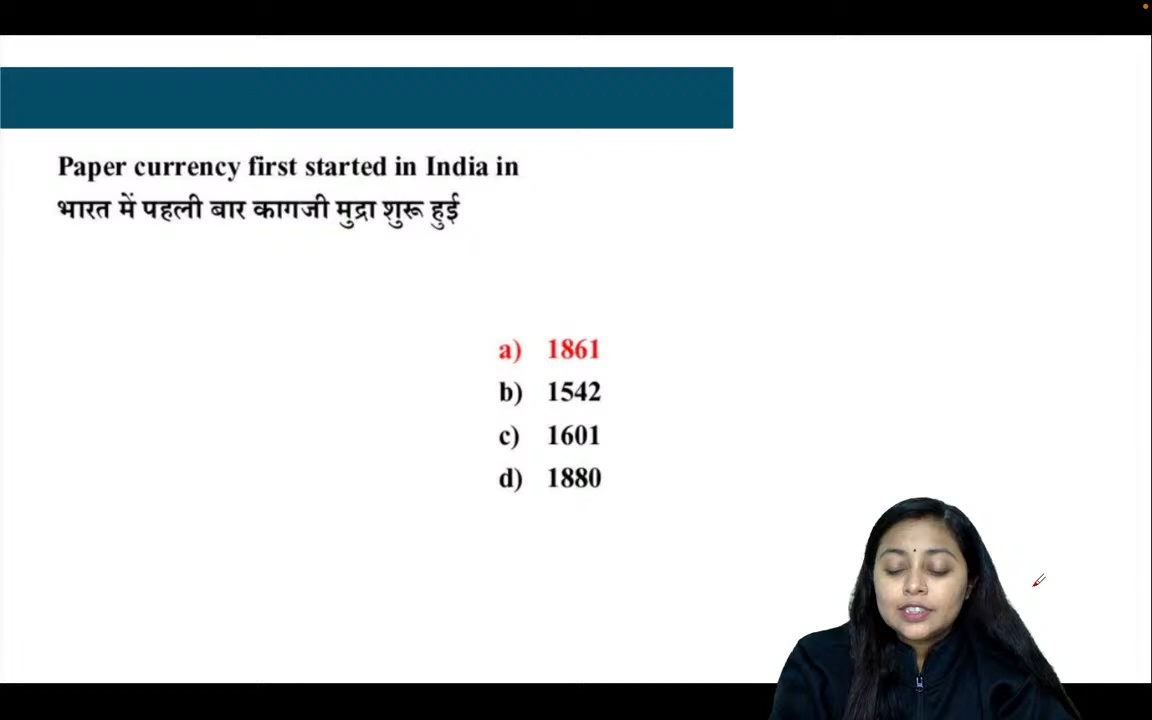 Paper currency first started in India in
भारत में पहली बार कागजी मुद्रा शुरू हुई
a) 1861
b) 1542
c) 1601
d) 1880